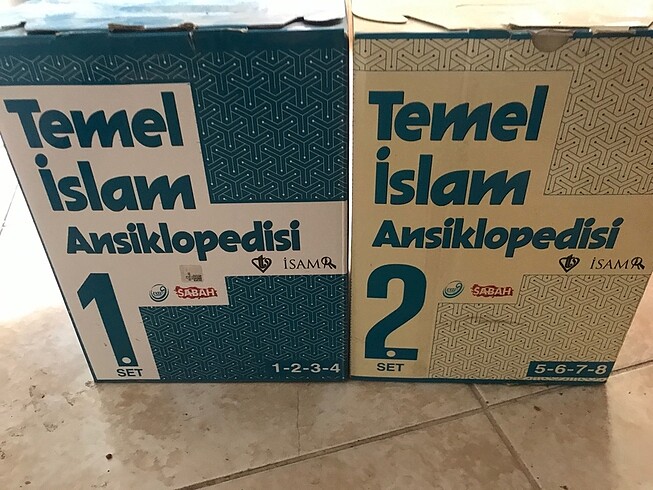 Temel
İslam
Ansiklopedisi
İSAM
SABAH
1.
SET
1-2-3-4
Temel
İslam
Ansiklopedisi
İSAM
SABAH
2.
SET
5-6-7-8